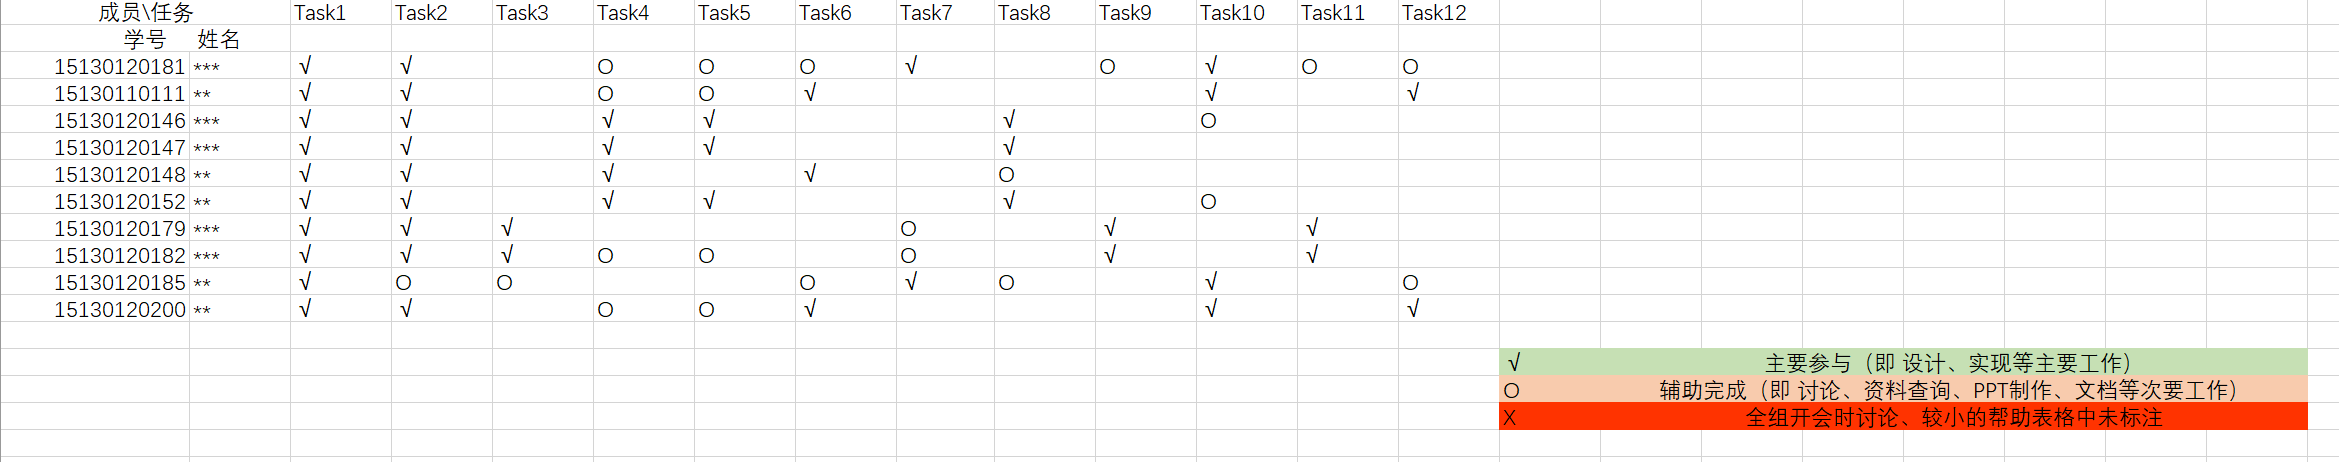 成员\任务 Task1 Task2 Task3 Task4 Task5 Task6 Task7 Task8 Task9 Task10 Task11 Task12
学号 姓名
15130120181 *** √ √ O O O √ O √ O O
15130110111 ** √ √ O O √ √ √
15130120146 *** √ √ √ √ √ O
15130120147 *** √ √ √ √ √
15130120148 ** √ √ √ √ O
15130120152 ** √ √ √ √ √ O
15130120179 *** √ √ √ O √ √
15130120182 *** √ √ √ O O O √ √
15130120185 ** √ O O O √ O √ O
15130120200 ** √ √ O O √ √ √
√ 主要参与（即 设计、实现等主要工作）
O 辅助完成（即 讨论、资料查询、PPT制作、文档等次要工作）
X 全组开会时讨论、较小的帮助表格中未标注